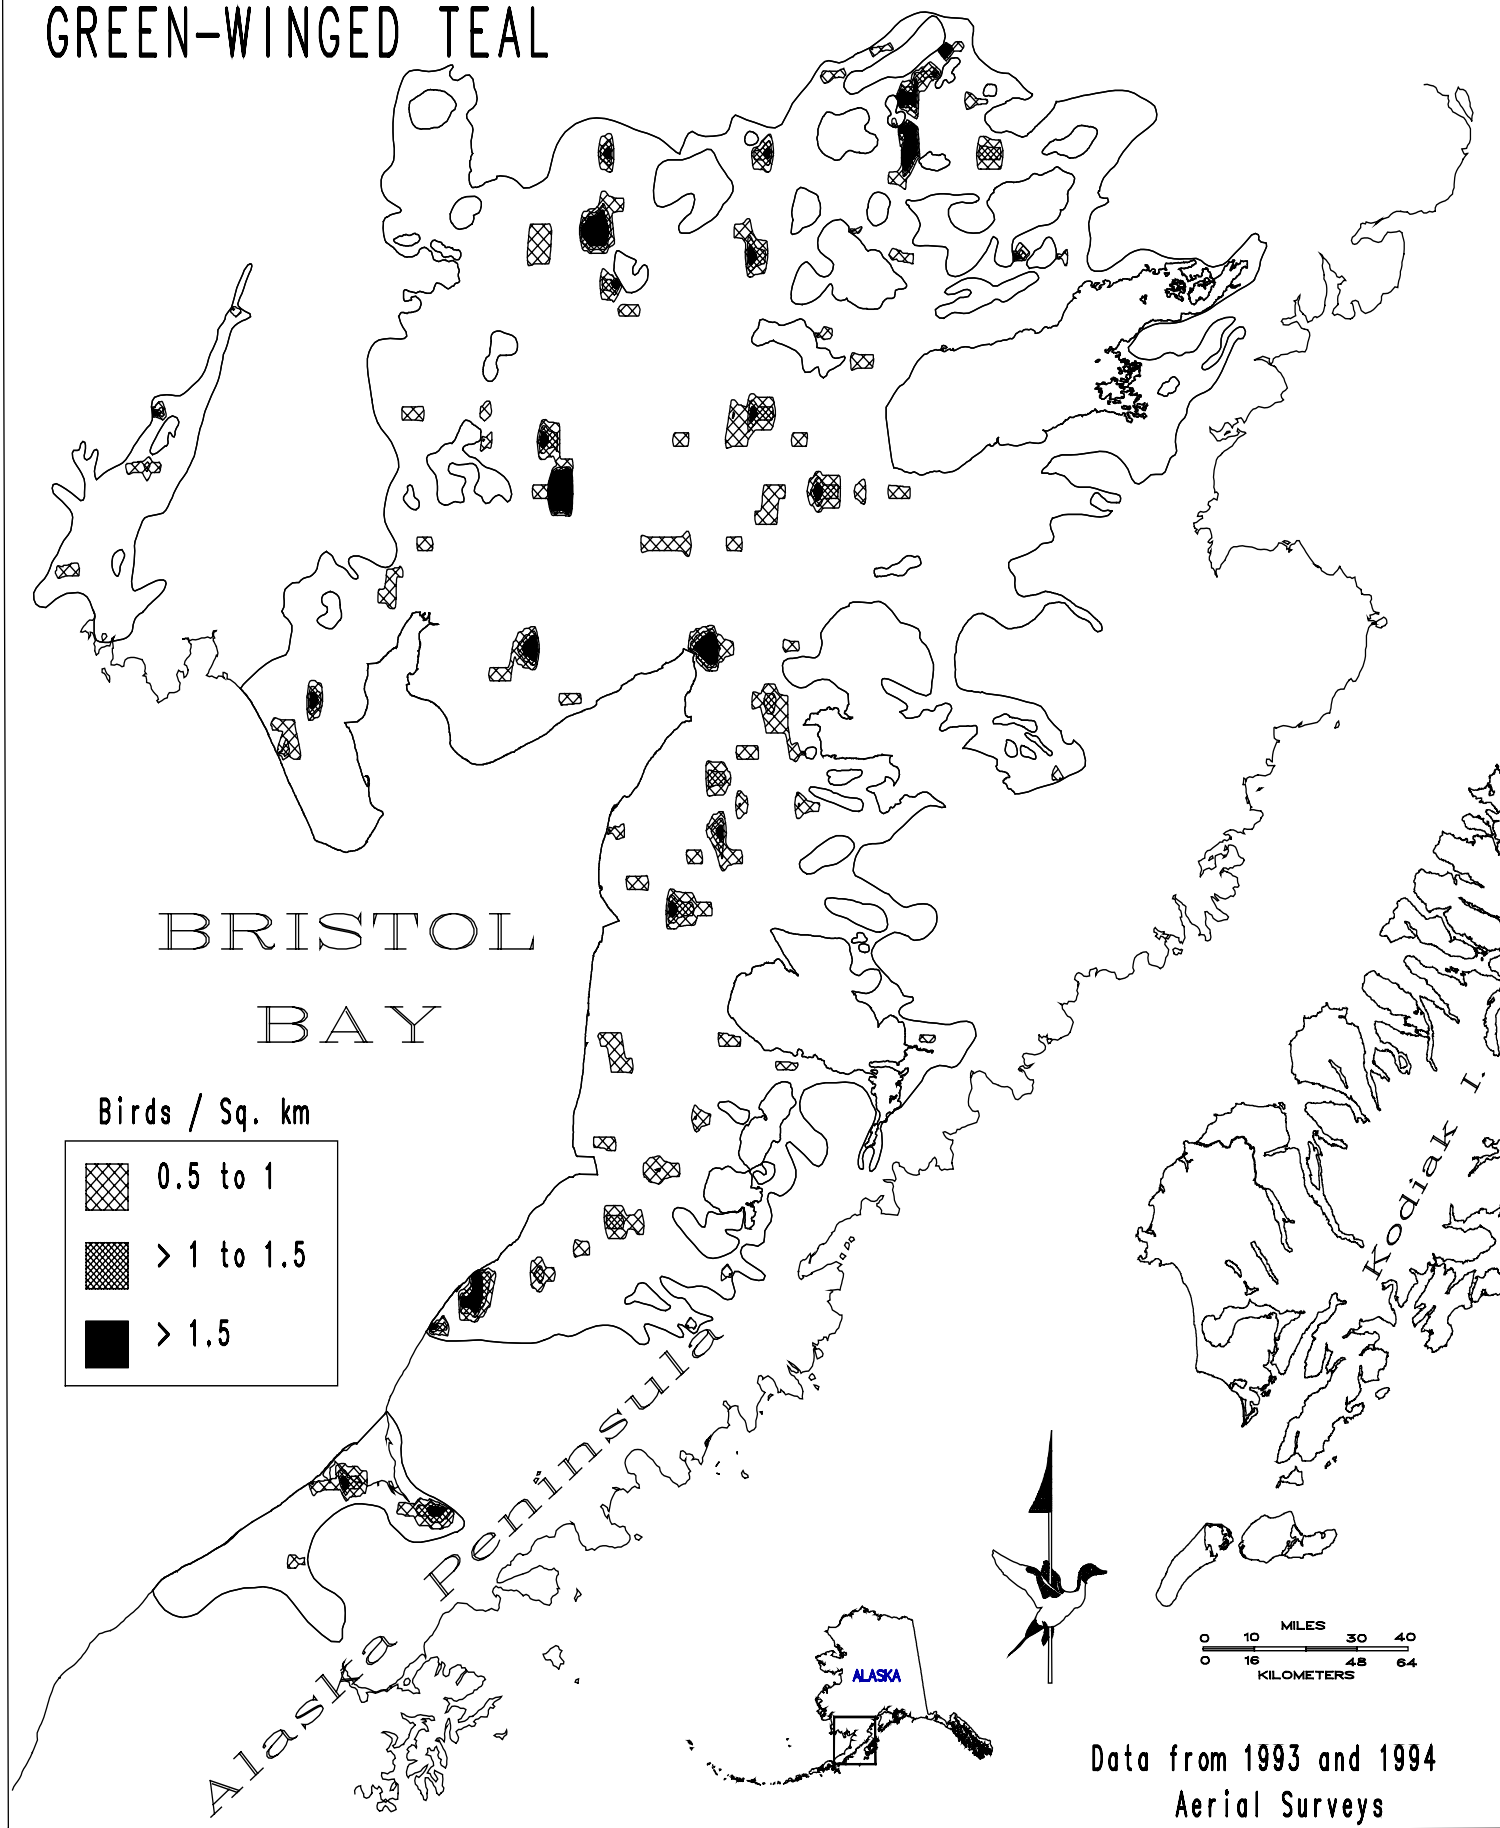 GREEN-WINGED TEAL
BRISTOL
BAY
Birds / Sq. km
0.5 to 1
> 1 to 1.5
> 1.5
Kodiak I.
Alaska Peninsula
ALASKA
MILES
0 10 30 40
0 16 48 64
KILOMETERS
Data from 1993 and 1994
Aerial Surveys